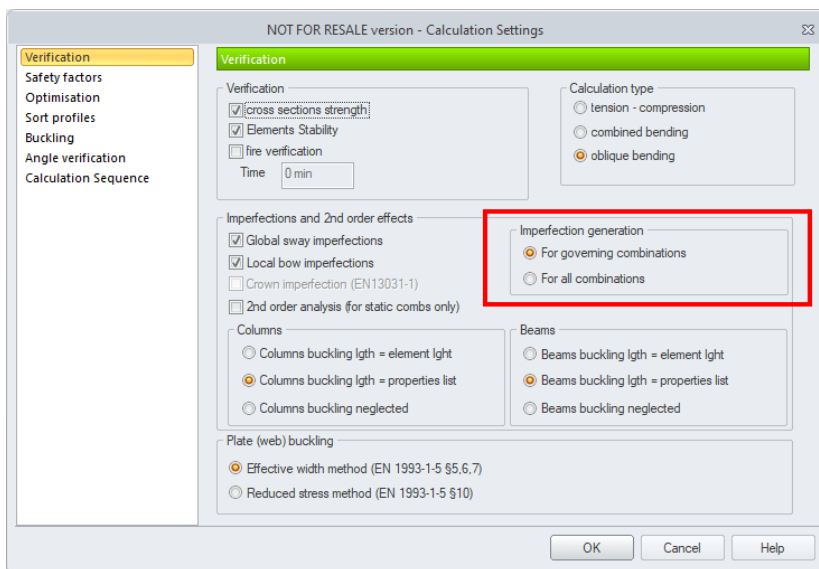 NOT FOR RESALE version - Calculation Settings
Verification
Safety factors
Optimisation
Sort profiles
Buckling
Angle verification
Calculation Sequence
Verification
Verification
cross sections strength
Elements Stability
fire verification
Time 0 min
Calculation type
tension - compression
combined bending
oblique bending
Imperfections and 2nd order effects
Global sway imperfections
Local bow imperfections
Crown imperfection (EN13031-1)
2nd order analysis (for static combs only)
Imperfection generation
For governing combinations
For all combinations
Columns
Columns buckling lgth = element lght
Columns buckling lgth = properties list
Columns buckling neglected
Beams
Beams buckling lgth = element lght
Beams buckling lgth = properties list
Beams buckling neglected
Plate (web) buckling
Effective width method (EN 1993-1-5 §5,6,7)
Reduced stress method (EN 1993-1-5 §10)
OK
Cancel
Help